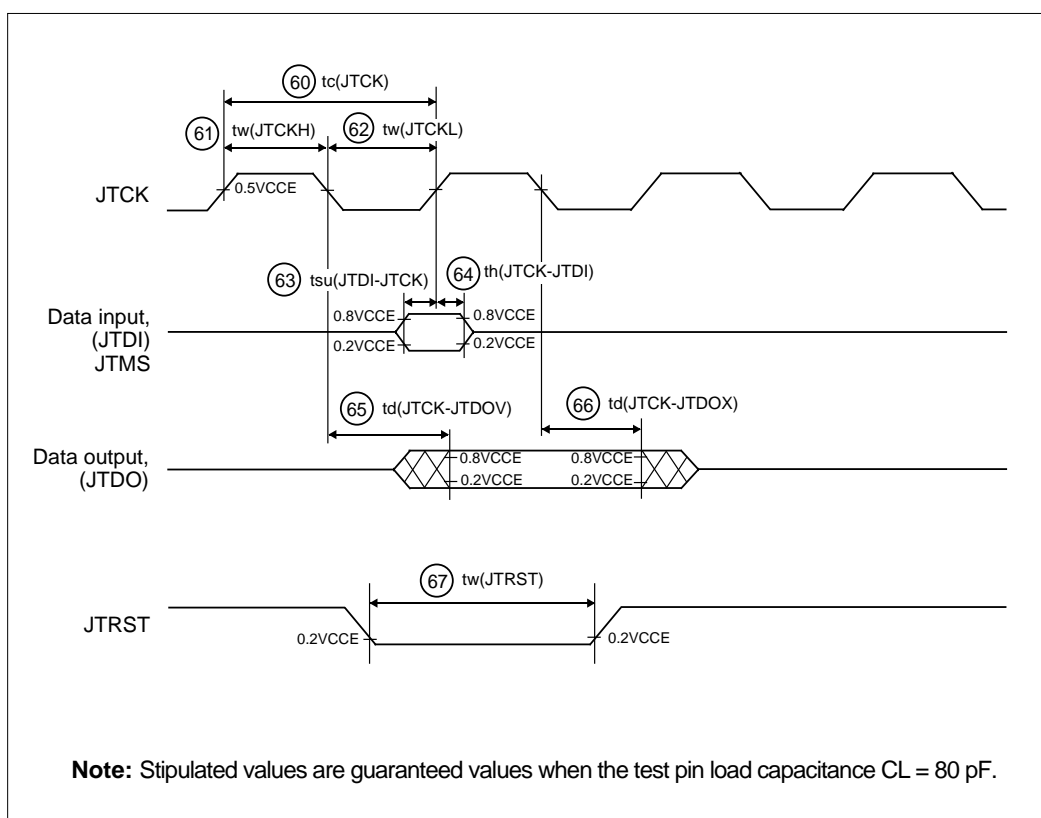 60 tc(JTCK)
61 tw(JTCKH) 62 tw(JTCKL)
JTCK 0.5VCCE
63 tsu(JTDI-JTCK) 64 th(JTCK-JTDI)
Data input,
(JTDI)
JTMS
0.8VCCE 0.8VCCE
0.2VCCE 0.2VCCE
65 td(JTCK-JTDOV) 66 td(JTCK-JTDOX)
Data output,
(JTDO)
0.8VCCE 0.8VCCE
0.2VCCE 0.2VCCE
67 tw(JTRST)
JTRST
0.2VCCE 0.2VCCE
Note: Stipulated values are guaranteed values when the test pin load capacitance CL = 80 pF.